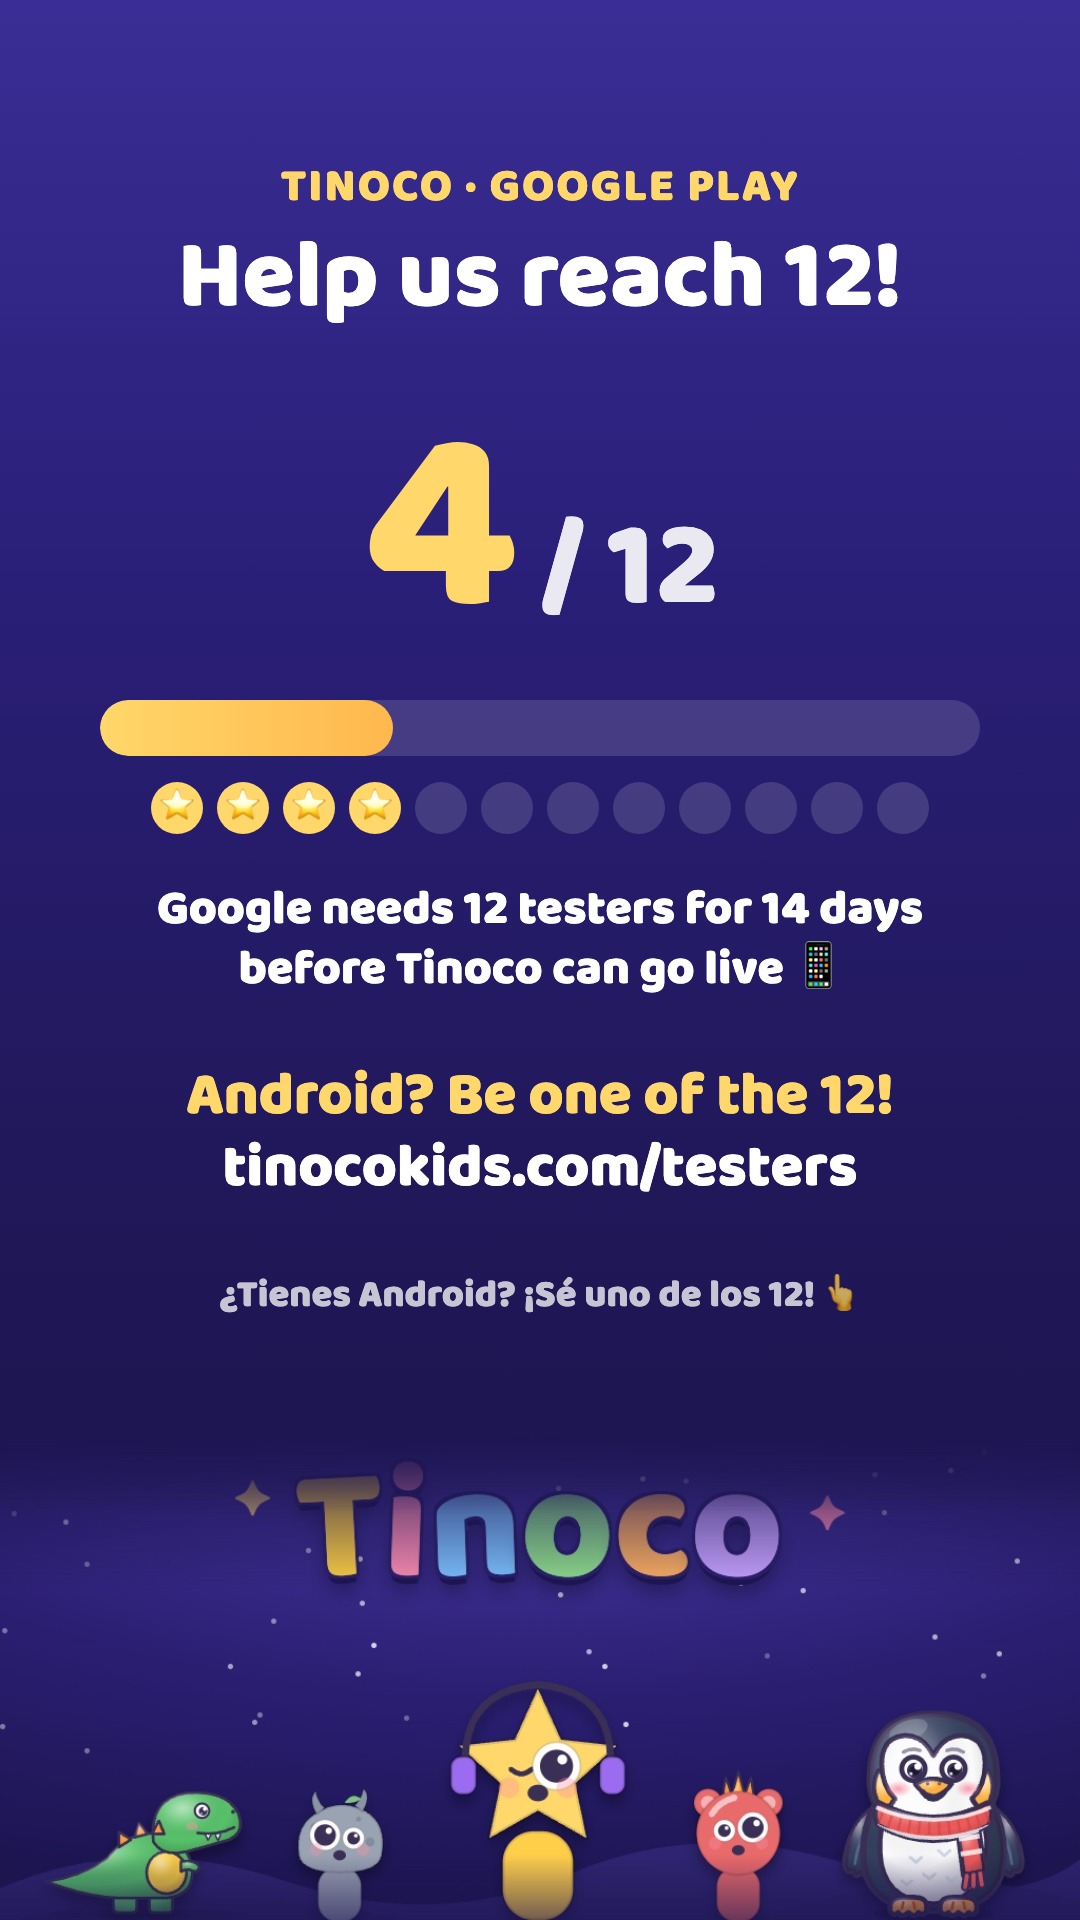 TINOCO · GOOGLE PLAY
Help us reach 12!
4 / 12
Google needs 12 testers for 14 days
before Tinoco can go live 📱
Android? Be one of the 12!
tinocokids.com/testers
¿Tienes Android? ¡Sé uno de los 12! 👆
Tinoco